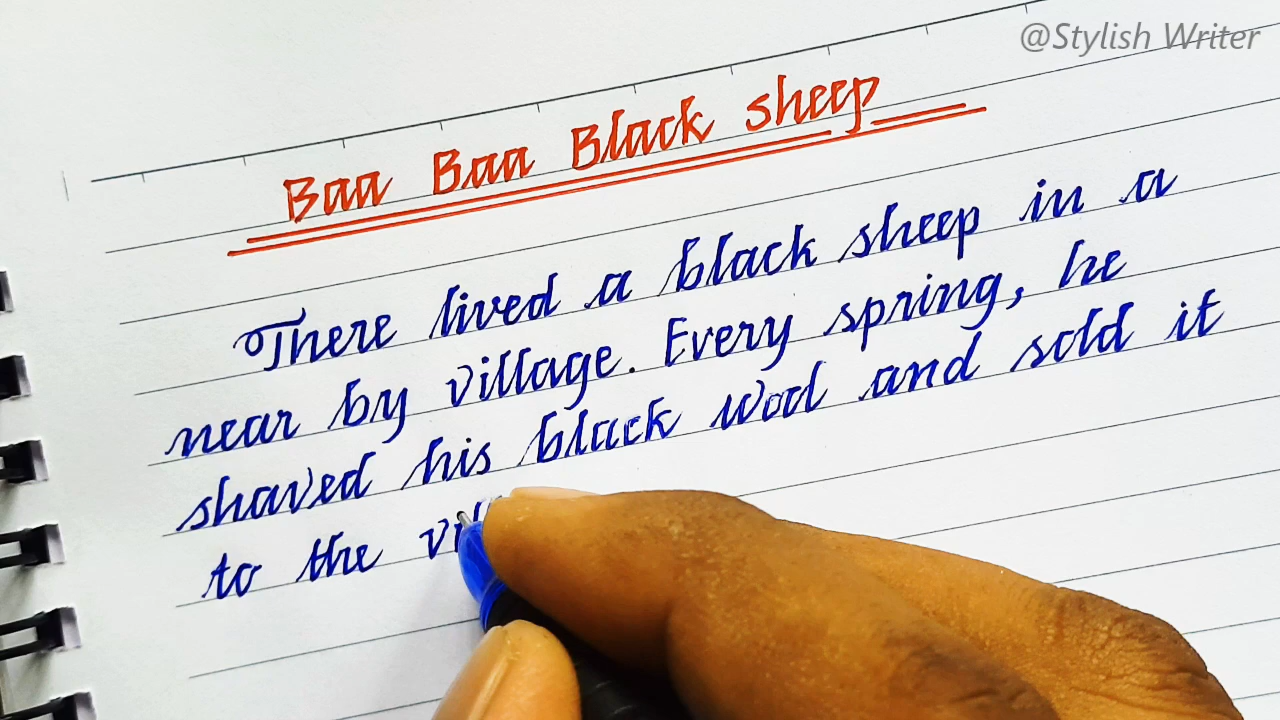 @Stylish Writer
Baa Baa Black sheep
There lived a black sheep in a
near by village. Every spring, he
shaved his black wool and sold it
to the